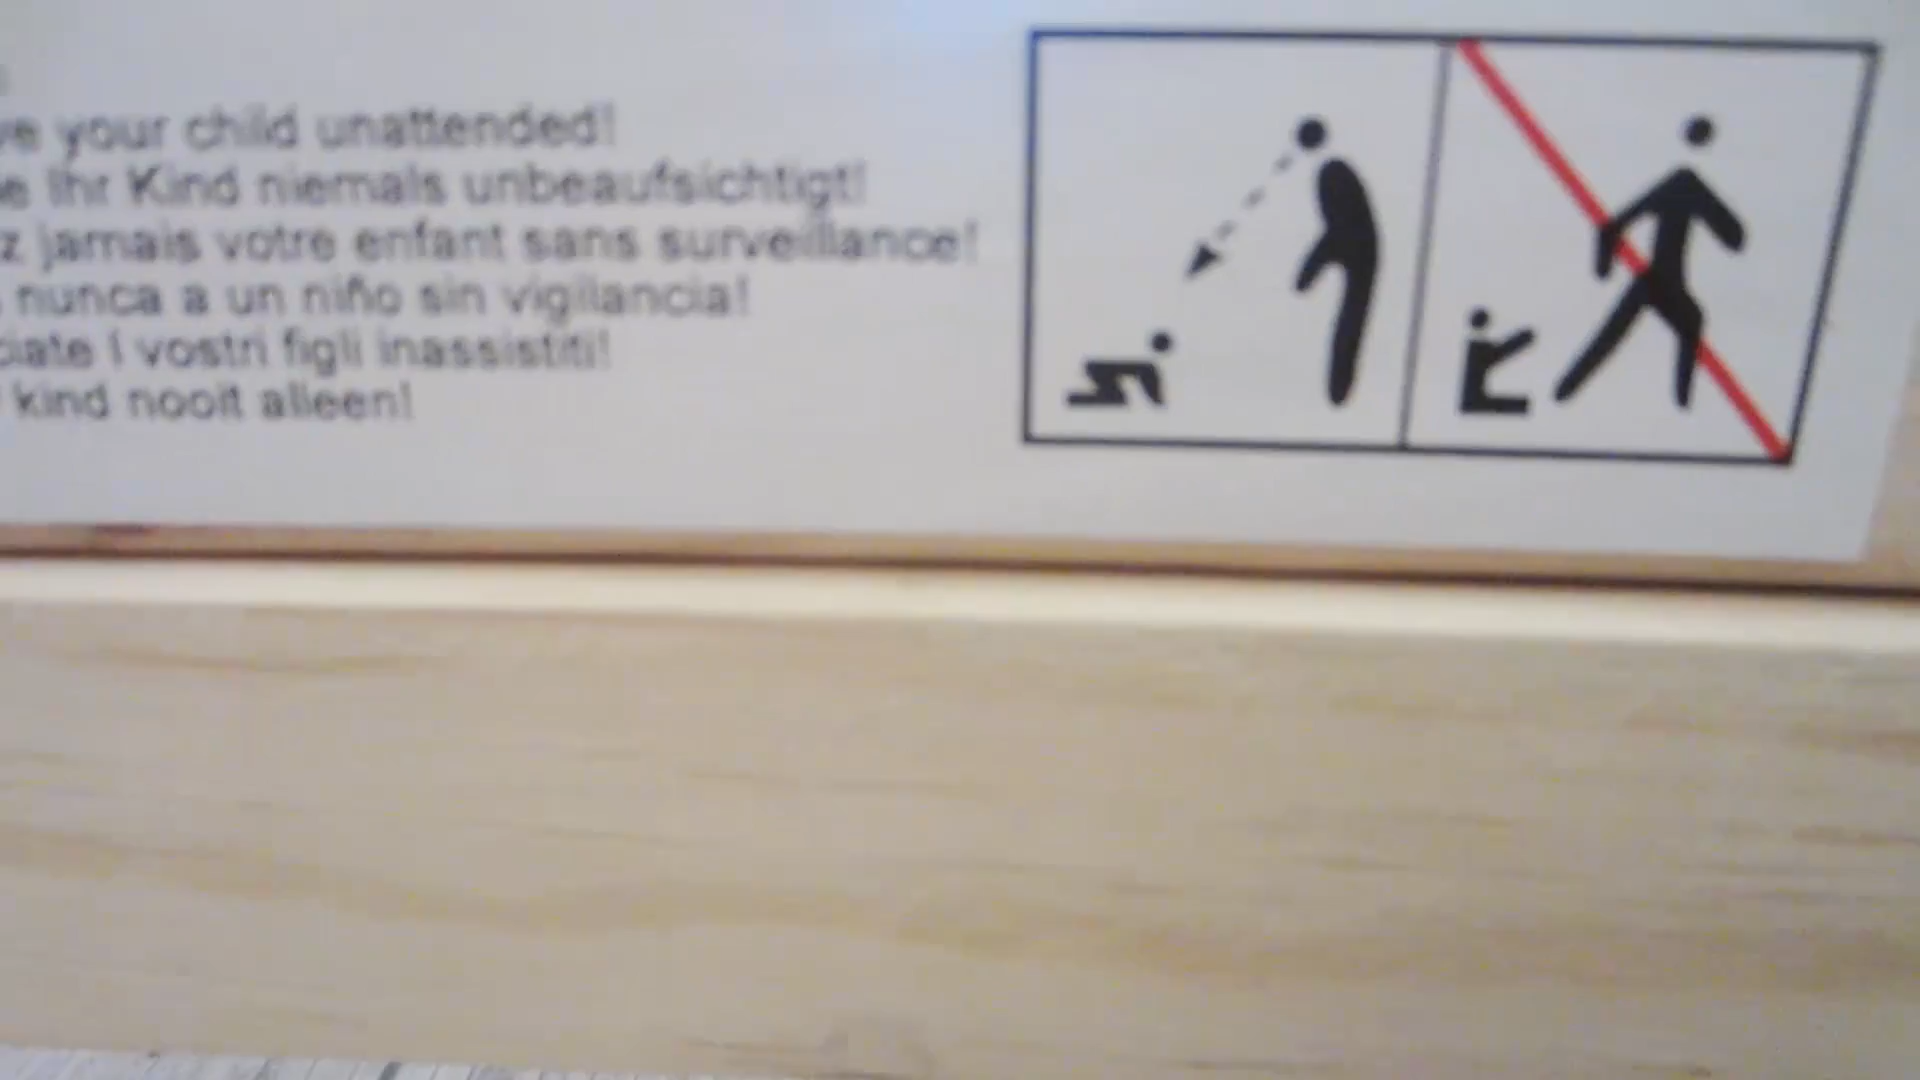 ve your child unattended!
e Ihr Kind niemals unbeaufsichtigt!
z jamais votre enfant sans surveillance!
nunca a un niño sin vigilancia!
ciate I vostri figli inassistiti!
kind nooit alleen!